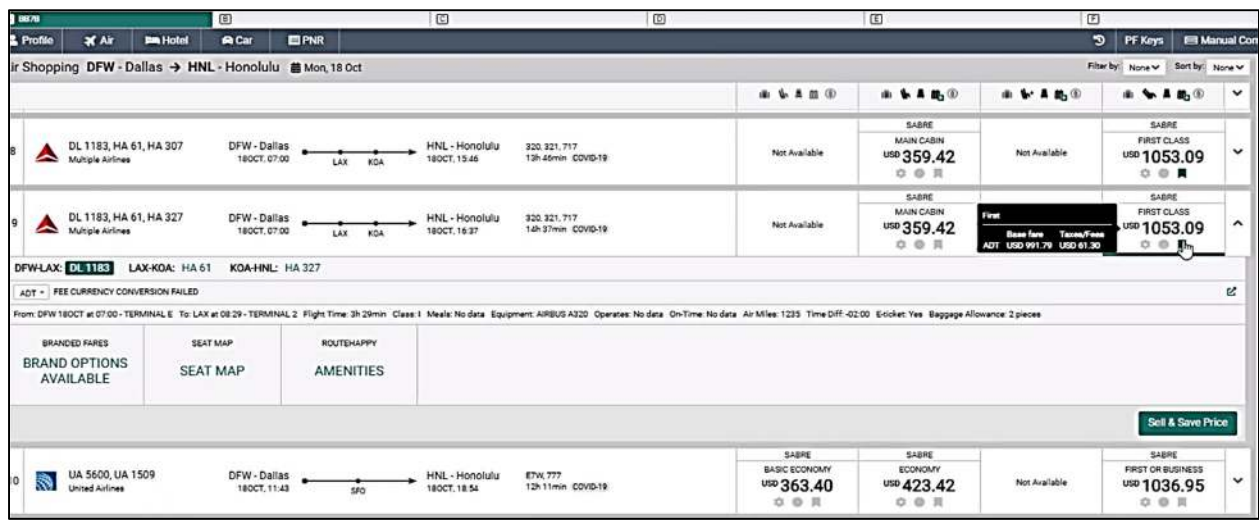 0878 B C D E F
Profile Air Hotel Car PNR PF Keys Manual Con
ir Shopping DFW - Dallas → HNL - Honolulu Mon, 18 Oct Filter by: None Sort by: None
SABRE SABRE
8 DL 1183, HA 61, HA 307 DFW - Dallas HNL - Honolulu 320, 321, 717 Not Available MAIN CABIN Not Available FIRST CLASS
Multiple Airlines 18OCT, 07:00 LAX KOA 18OCT, 15:46 13h 46min COVID-19 USD 359.42 USD 1053.09
SABRE SABRE
9 DL 1183, HA 61, HA 327 DFW - Dallas HNL - Honolulu 320, 321, 717 Not Available MAIN CABIN First FIRST CLASS
Multiple Airlines 18OCT, 07:00 LAX KOA 18OCT, 16:37 14h 37min COVID-19 USD 359.42 Base fare Taxes/Fees USD 1053.09
ADT USD 991.79 USD 61.30
DFW-LAX: DL 1183 LAX-KOA: HA 61 KOA-HNL: HA 327
ADT FEE CURRENCY CONVERSION FAILED
From: DFW 18OCT at 07:00 - TERMINAL E To: LAX at 08:29 - TERMINAL 2 Flight Time: 3h 29min Class: I Meals: No data Equipment: AIRBUS A320 Operates: No data On-Time: No data Air Miles: 1235 Time Diff: -02:00 E-ticket: Yes Baggage Allowance: 2 pieces
BRANDED FARES SEAT MAP ROUTEHAPPY
BRAND OPTIONS AVAILABLE SEAT MAP AMENITIES
Sell & Save Price
SABRE SABRE SABRE
10 UA 5600, UA 1509 DFW - Dallas HNL - Honolulu E7W, 777 BASIC ECONOMY ECONOMY Not Available FIRST OR BUSINESS
United Airlines 18OCT, 11:43 SFO 18OCT, 18:54 12h 11min COVID-19 USD 363.40 USD 423.42 USD 1036.95